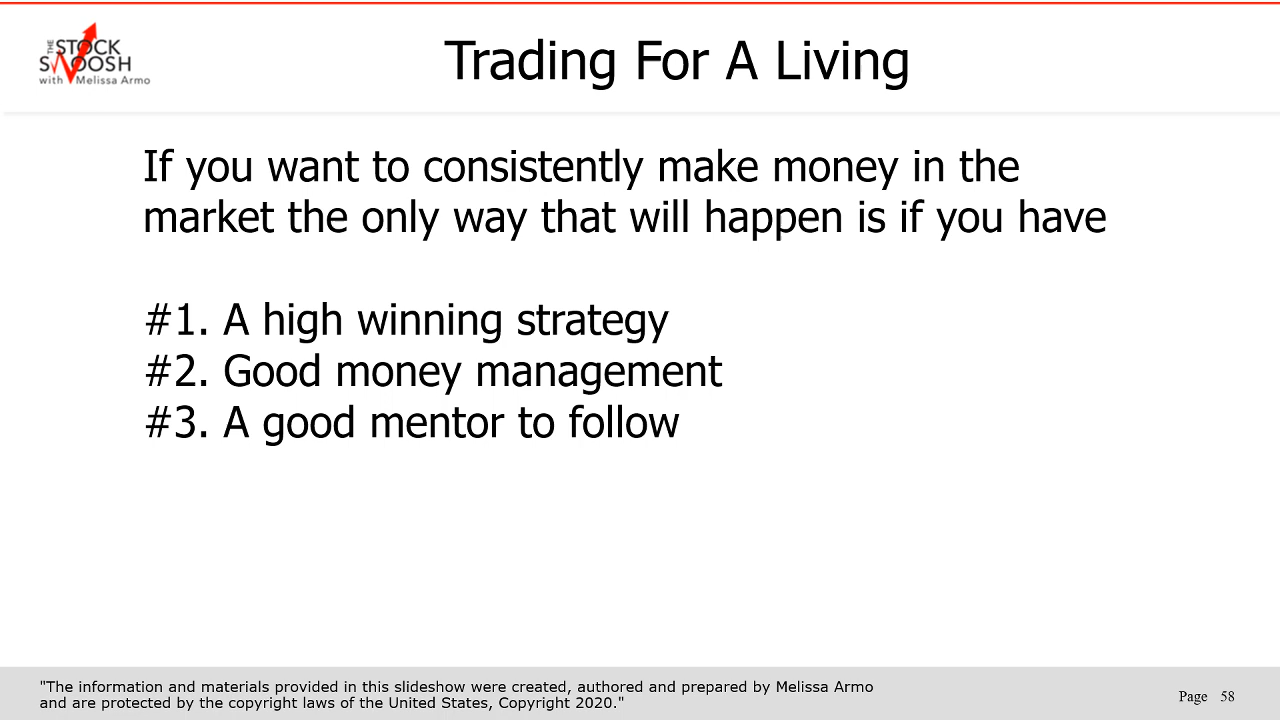 THE STOCK
SWOOSH
with Melissa Armo
Trading For A Living
If you want to consistently make money in the
market the only way that will happen is if you have
#1. A high winning strategy
#2. Good money management
#3. A good mentor to follow
"The information and materials provided in this slideshow were created, authored and prepared by Melissa Armo
and are protected by the copyright laws of the United States, Copyright 2020."
Page 58